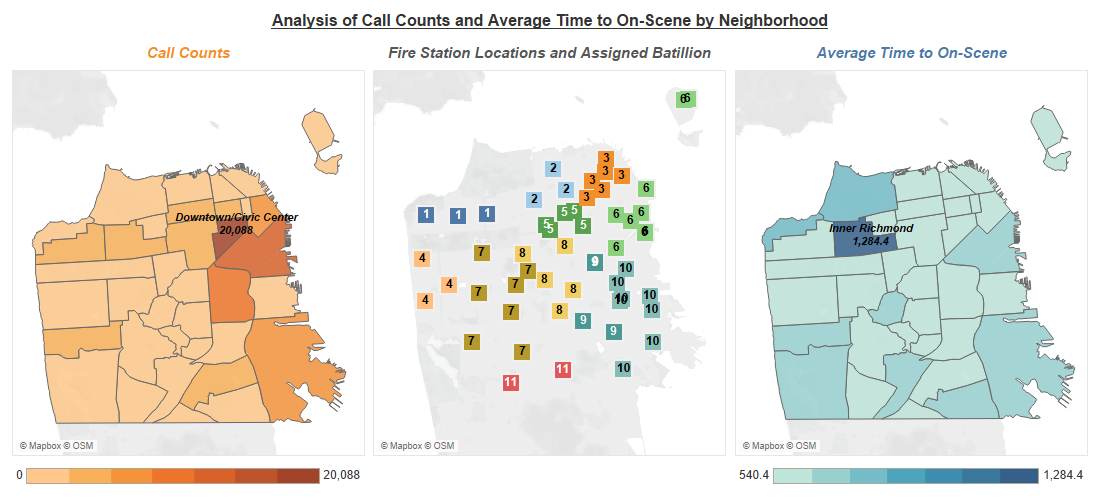 Analysis of Call Counts and Average Time to On-Scene by Neighborhood
Call Counts
Fire Station Locations and Assigned Batillion
Average Time to On-Scene
Downtown/Civic Center
20,088
© Mapbox © OSM
6 6
3
2 3
3 3
2 3 6
2 3
1 1 1 5 5 6 6
5 5 5 6
6
8 6
7 8
4 9
7 10
4 7 8 10
7 8 10
4 10 10
7 8 10
9
9
7 10
7
11 10
11
© Mapbox © OSM
Inner Richmond
1,284.4
© Mapbox © OSM
0 20,088
540.4 1,284.4